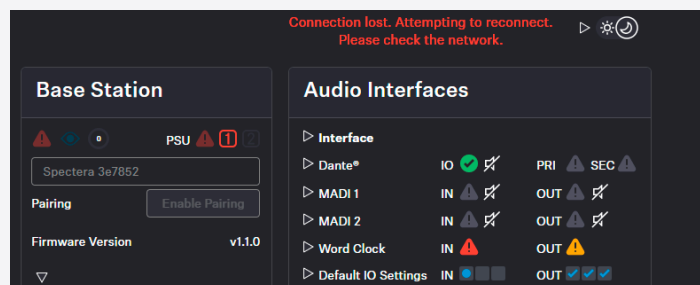 Connection lost. Attempting to reconnect.
Please check the network.
Base Station
Audio Interfaces
0
PSU 1 2
Spectera 3e7852
Pairing Enable Pairing
Firmware Version v1.1.0
Interface
Dante® IO PRI SEC
MADI 1 IN OUT
MADI 2 IN OUT
Word Clock IN OUT
Default IO Settings IN OUT